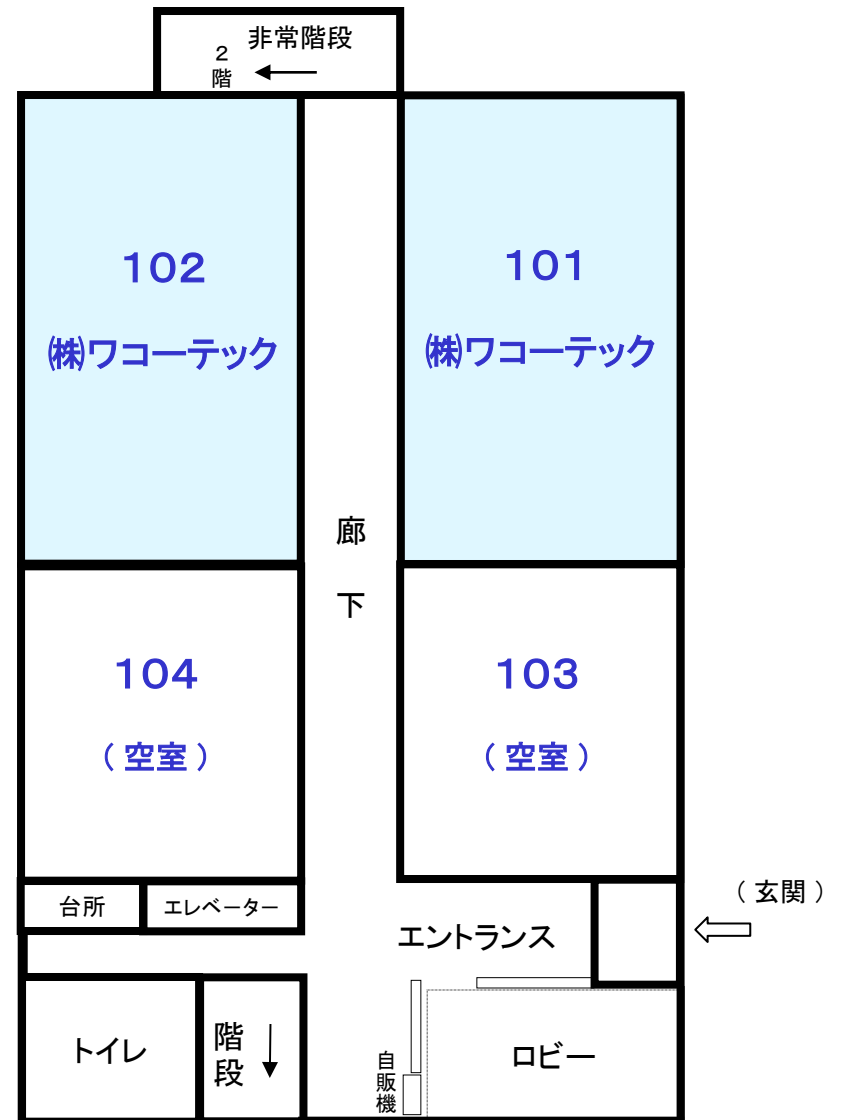 非常階段
２階
102
㈱ワコーテック
101
㈱ワコーテック
廊下
104
（ 空室 ）
103
（ 空室 ）
台所
エレベーター
（ 玄関 ）
エントランス
トイレ
階段
自販機
ロビー